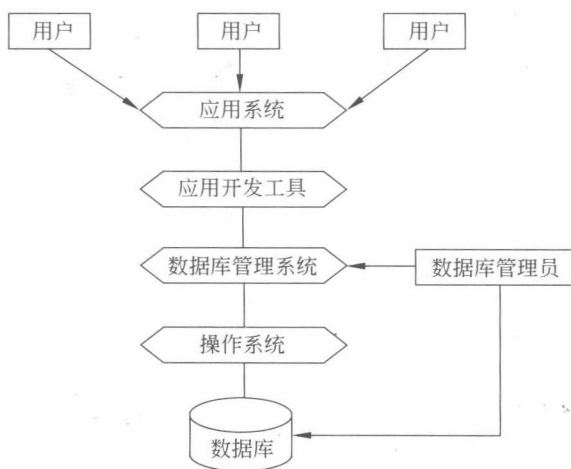 用户
用户
用户
应用系统
应用开发工具
数据库管理系统
数据库管理员
操作系统
数据库